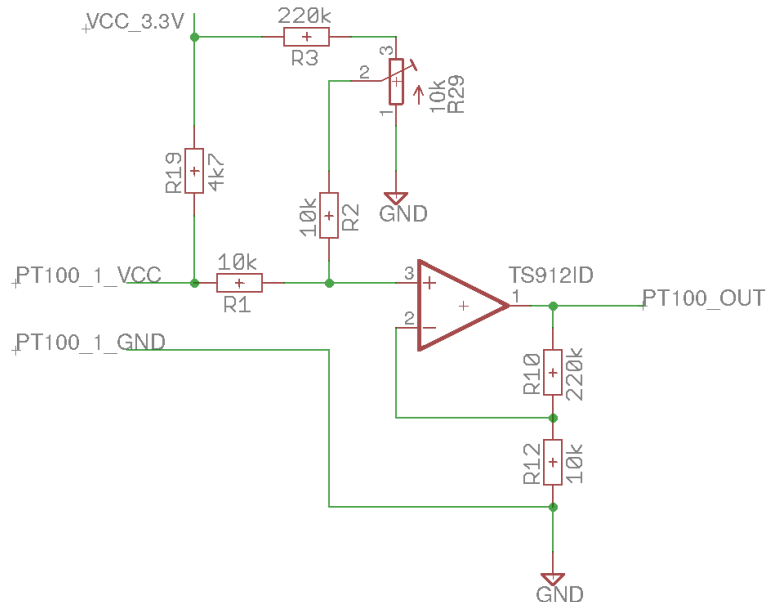 VCC_3.3V
220k
R3
3
2
1
10k
R29
GND
R19
4k7
10k
R2
PT100_1_VCC
10k
R1
3
2
1
TS912ID
PT100_OUT
PT100_1_GND
R10
220k
R12
10k
GND